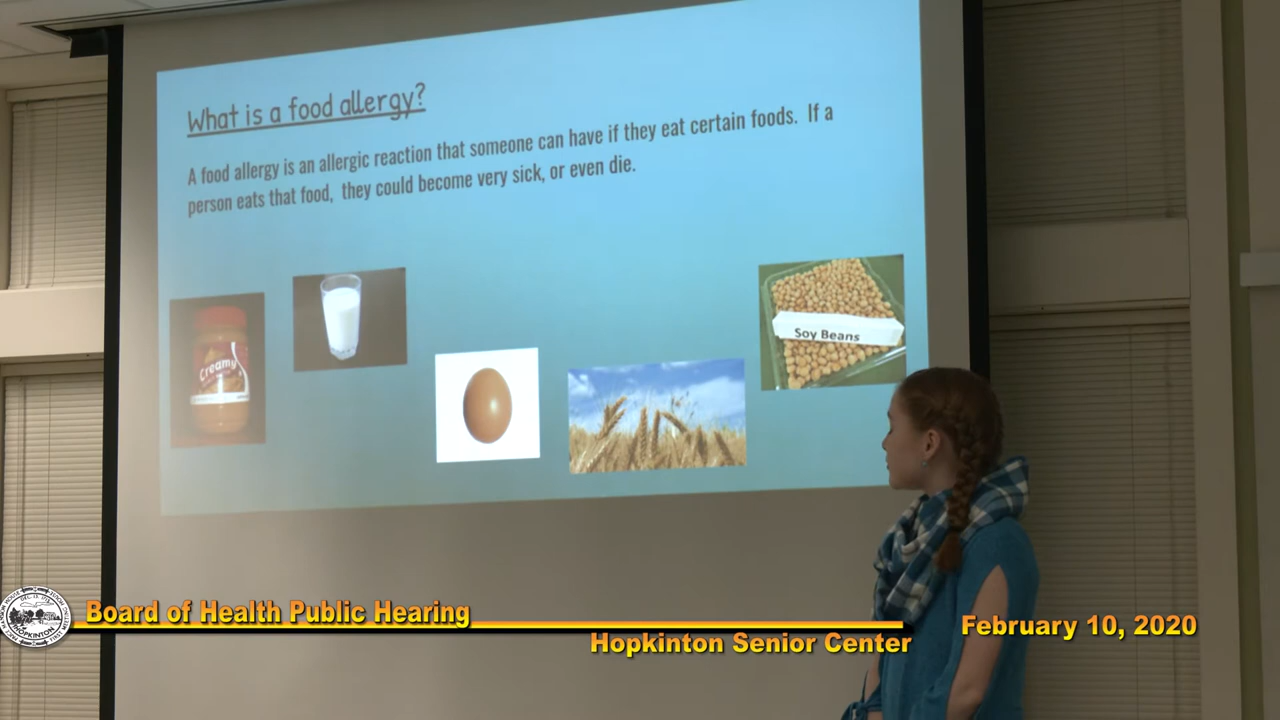 What is a food allergy?
A food allergy is an allergic reaction that someone can have if they eat certain foods. If a
person eats that food, they could become very sick, or even die.
Creamy
Soy Beans
Board of Health Public Hearing
Hopkinton Senior Center
February 10, 2020
HOPKINTON